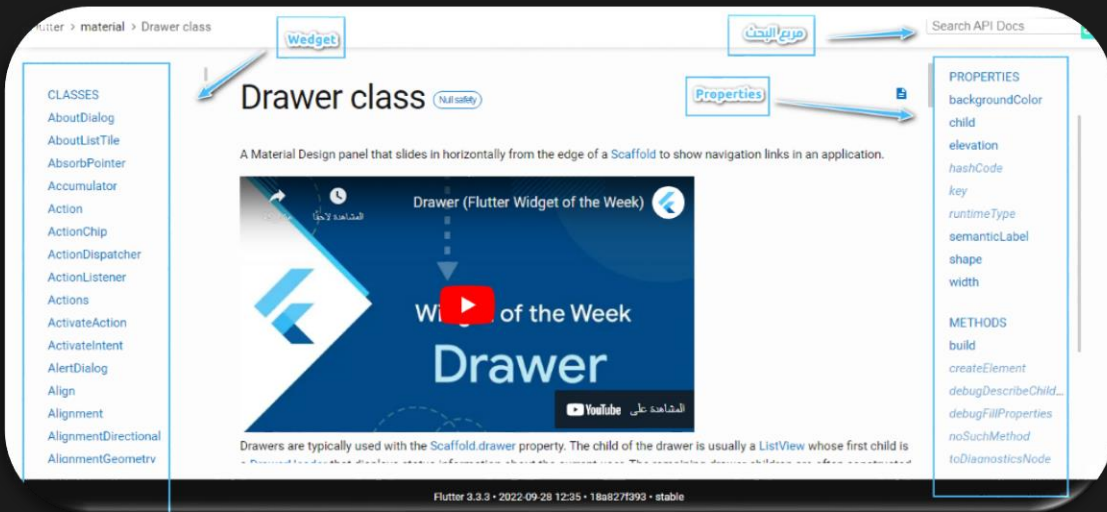 utter > material > Drawer class
Wedget
مربع البحث
Search API Docs
CLASSES
AboutDialog
AboutListTile
AbsorbPointer
Accumulator
Action
ActionChip
ActionDispatcher
ActionListener
Actions
ActivateAction
ActivateIntent
AlertDialog
Align
Alignment
AlignmentDirectional
AlignmentGeometry
Drawer class
Null safety
Properties
A Material Design panel that slides in horizontally from the edge of a Scaffold to show navigation links in an application.
Drawer (Flutter Widget of the Week)
المشاهدة لاحقًا
of the Week
Drawer
المشاهدة على YouTube
Drawers are typically used with the Scaffold.drawer property. The child of the drawer is usually a ListView whose first child is
PROPERTIES
backgroundColor
child
elevation
hashCode
key
runtimeType
semanticLabel
shape
width
METHODS
build
createElement
debugDescribeChild...
debugFillProperties
noSuchMethod
toDiagnosticsNode
Flutter 3.3.3 • 2022-09-28 12:35 • 18a827f393 • stable